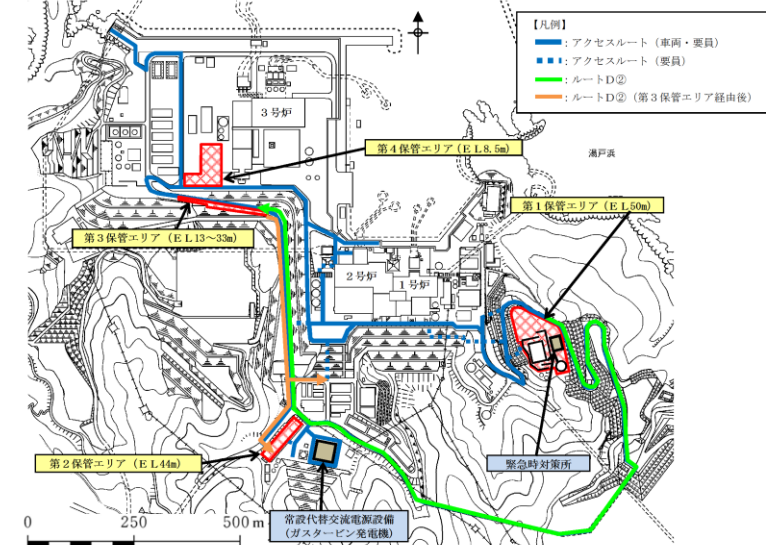 【凡例】
：アクセスルート（車両・要員）
：アクセスルート（要員）
：ルートD②
：ルートD②（第３保管エリア経由後）
３号炉
第４保管エリア（ＥＬ8.5m）
湯戸浜
第１保管エリア（ＥＬ50m）
第３保管エリア（ＥＬ13～33m）
２号炉
１号炉
第２保管エリア（ＥＬ44m）
緊急時対策所
常設代替交流電源設備
（ガスタービン発電機）
0 250 500 m